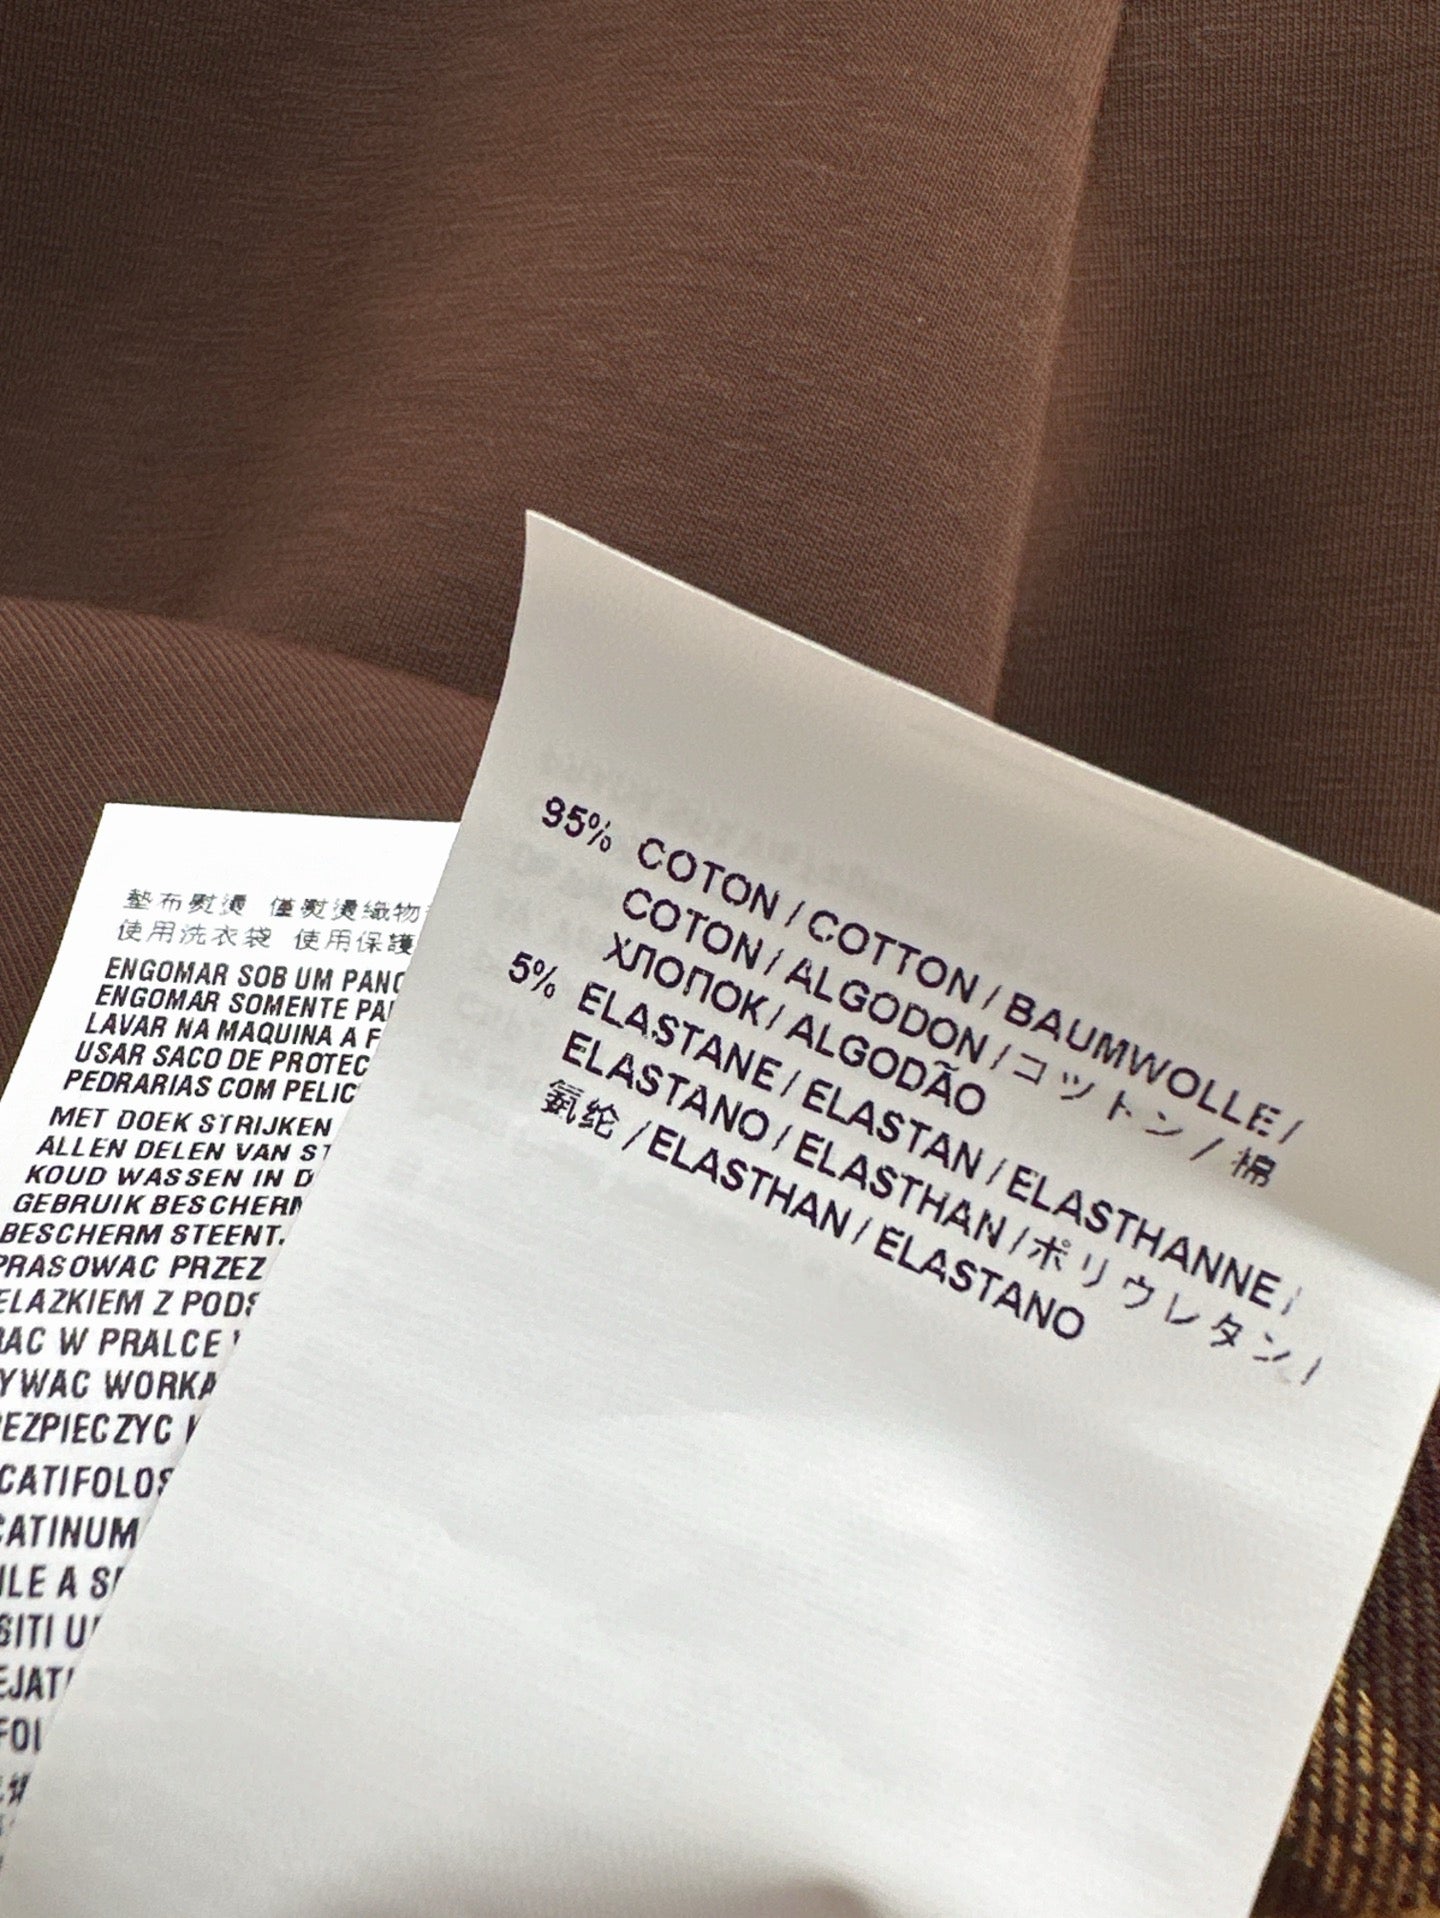 95% COTON / COTTON / BAUMWOLLE /
COTON / ALGODON / コットン / 棉
ХЛОПОК / ALGODÃO
5% ELASTANE / ELASTAN / ELASTHANNE /
ELASTANO / ELASTHAN / ポリウレタン /
氨纶 / ELASTHAN / ELASTANO
墊布熨燙 僅熨燙織物
使用洗衣袋 使用保護
ENGOMAR SOB UM PANO
ENGOMAR SOMENTE PA
LAVAR NA MAQUINA A F
USAR SACO DE PROTEC
PEDRARIAS COM PELIC
MET DOEK STRIJKEN
ALLEN DELEN VAN ST
KOUD WASSEN IN D
GEBRUIK BESCHERM
BESCHERM STEENT.
PRASOWAC PRZEZ
ELAZKIEM Z PODS
RAC W PRALCE
YWAC WORKA
EZPIECZYC
CATIFOLOS
CATINUM
ULE A S
SITI U
EJAT
FOL